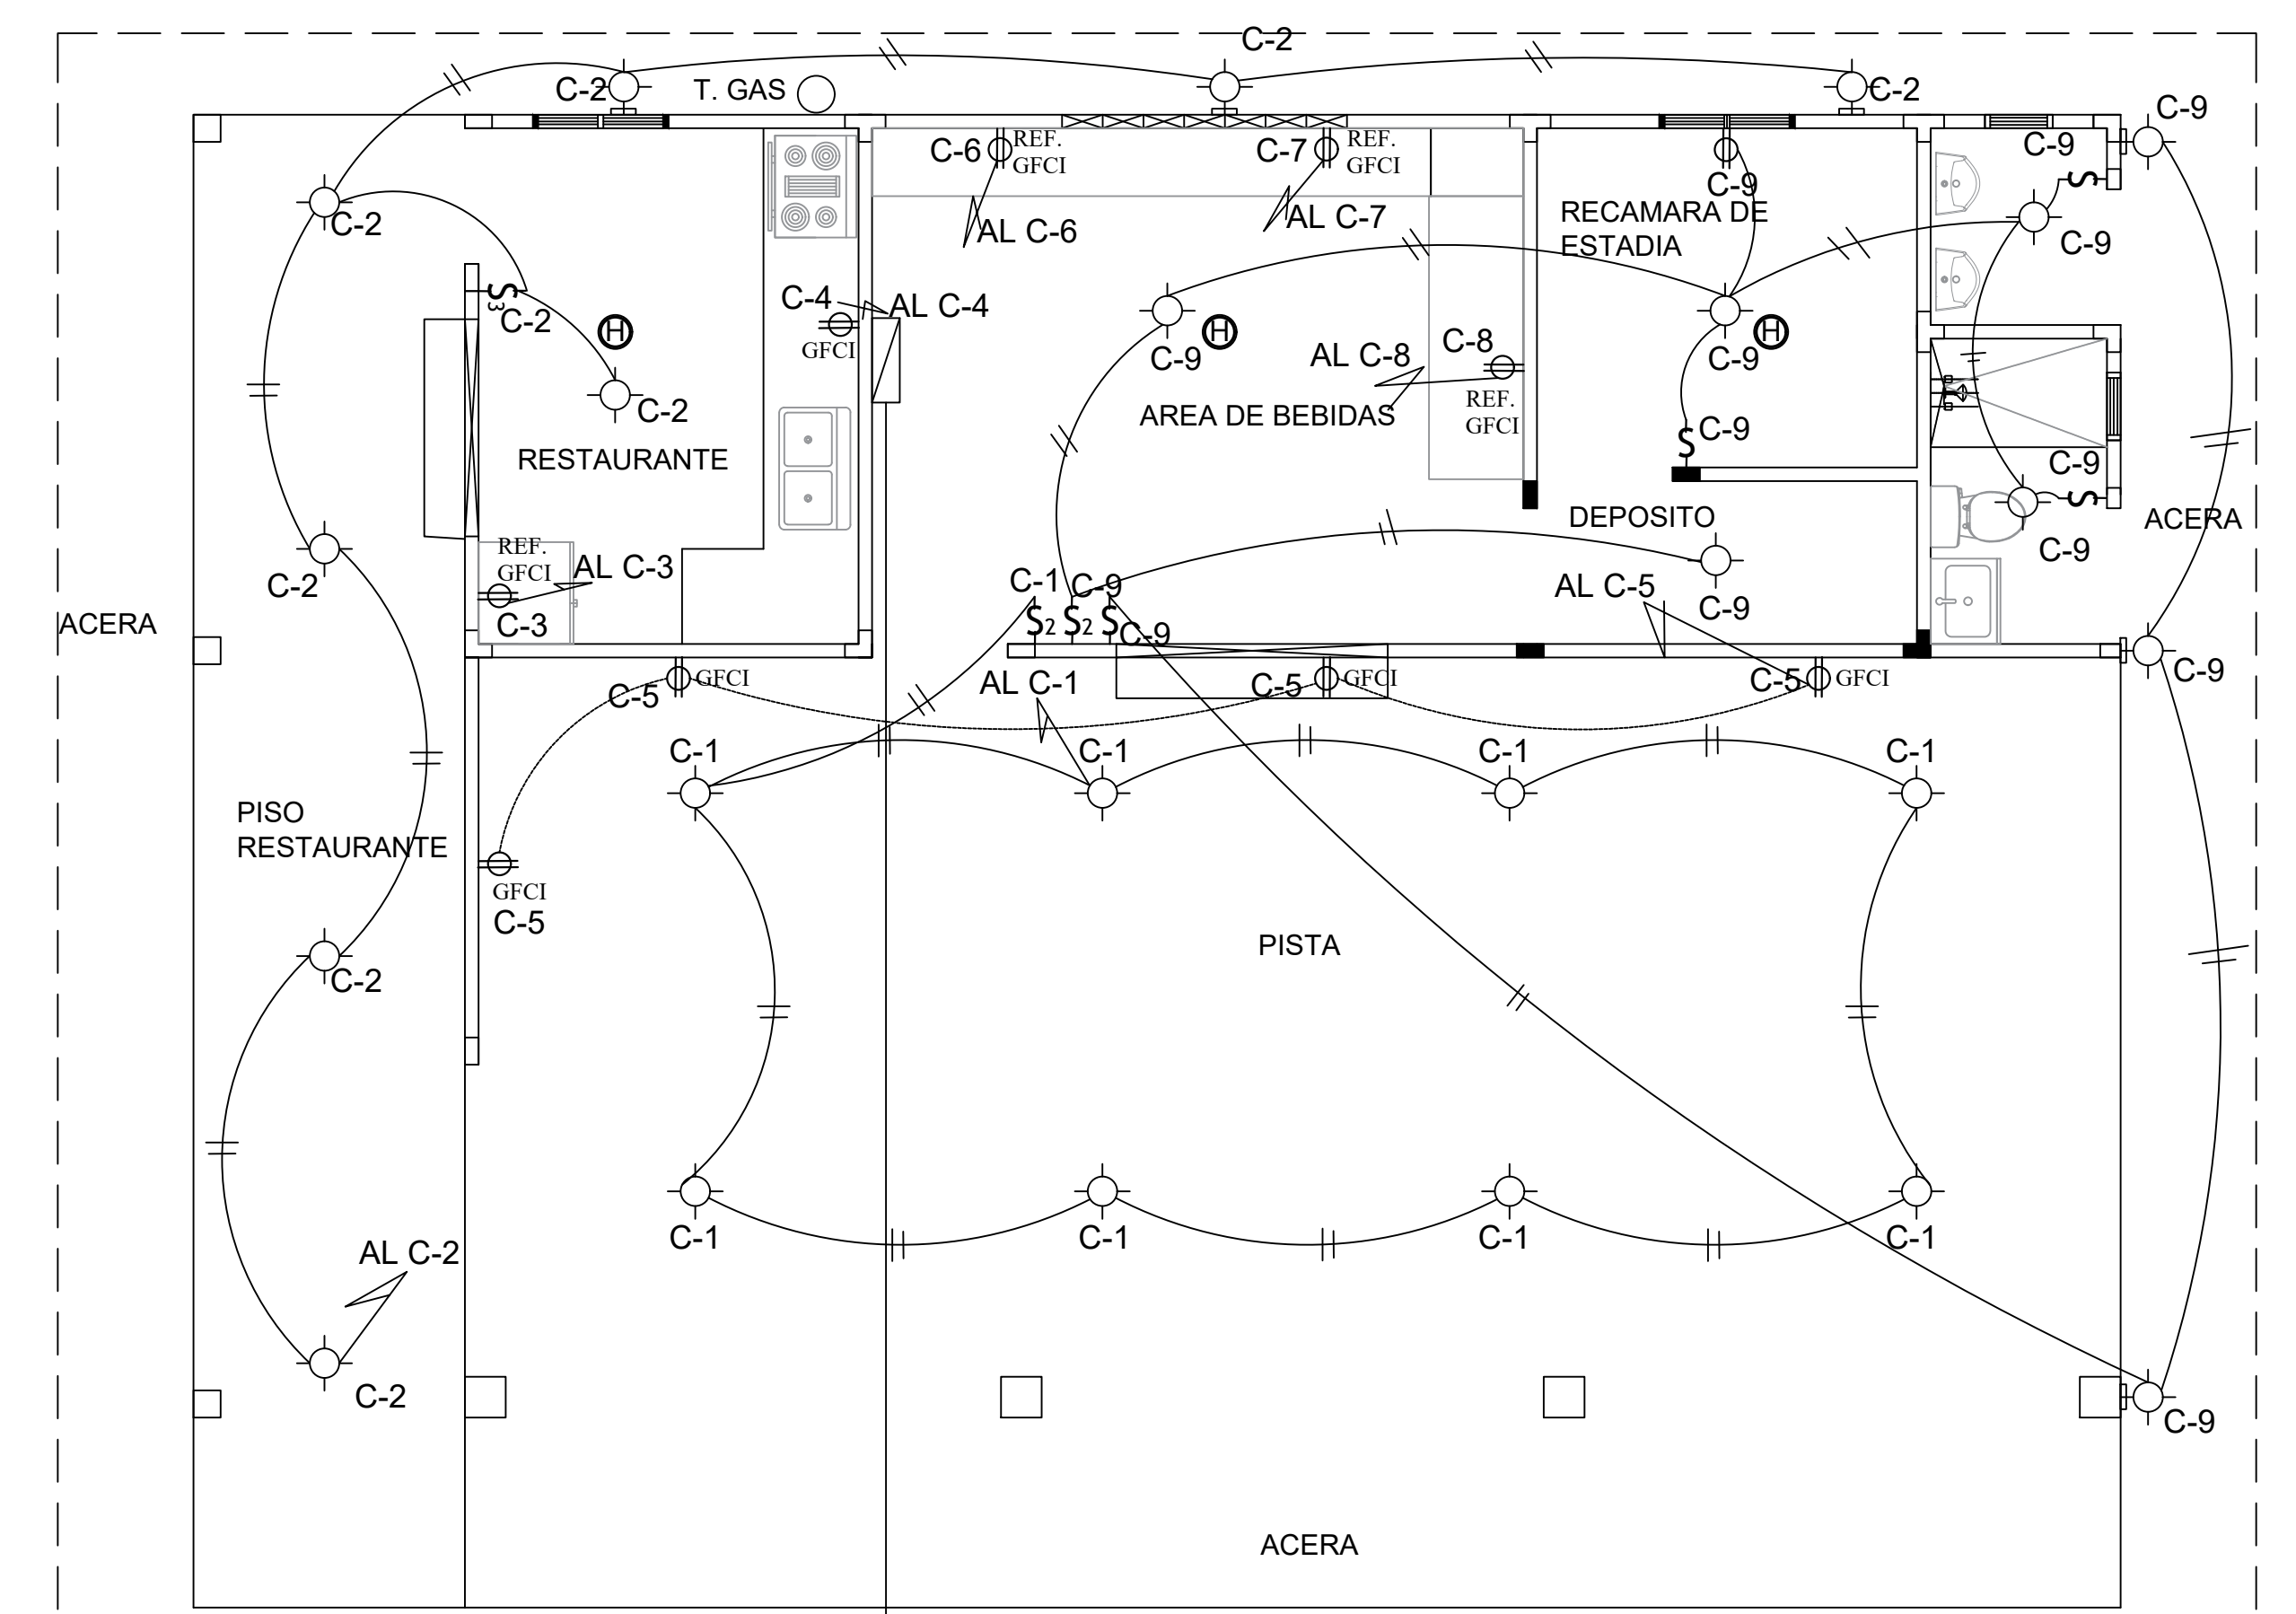 C-2
C-2
T. GAS
C-2
C-9
C-6
REF.
GFCI
C-7
REF.
GFCI
C-9
C-9
C-2
AL C-6
AL C-7
RECAMARA DE
ESTADIA
C-9
S
S
3
C-2
C-4
AL C-4
GFCI
H
H
H
C-9
C-9
C-8
AL C-8
REF.
GFCI
C-2
RESTAURANTE
AREA DE BEBIDAS
S
C-9
C-9
S
DEPOSITO
ACERA
C-9
REF.
GFCI
AL C-3
C-3
C-2
ACERA
C-1
C-9
S2
S2
S
C-9
AL C-5
C-9
C-5
GFCI
AL C-1
C-5
GFCI
C-5
GFCI
C-9
C-1
C-1
C-1
C-1
PISO
RESTAURANTE
GFCI
C-5
PISTA
C-2
C-1
C-1
C-1
C-1
AL C-2
C-2
C-9
ACERA